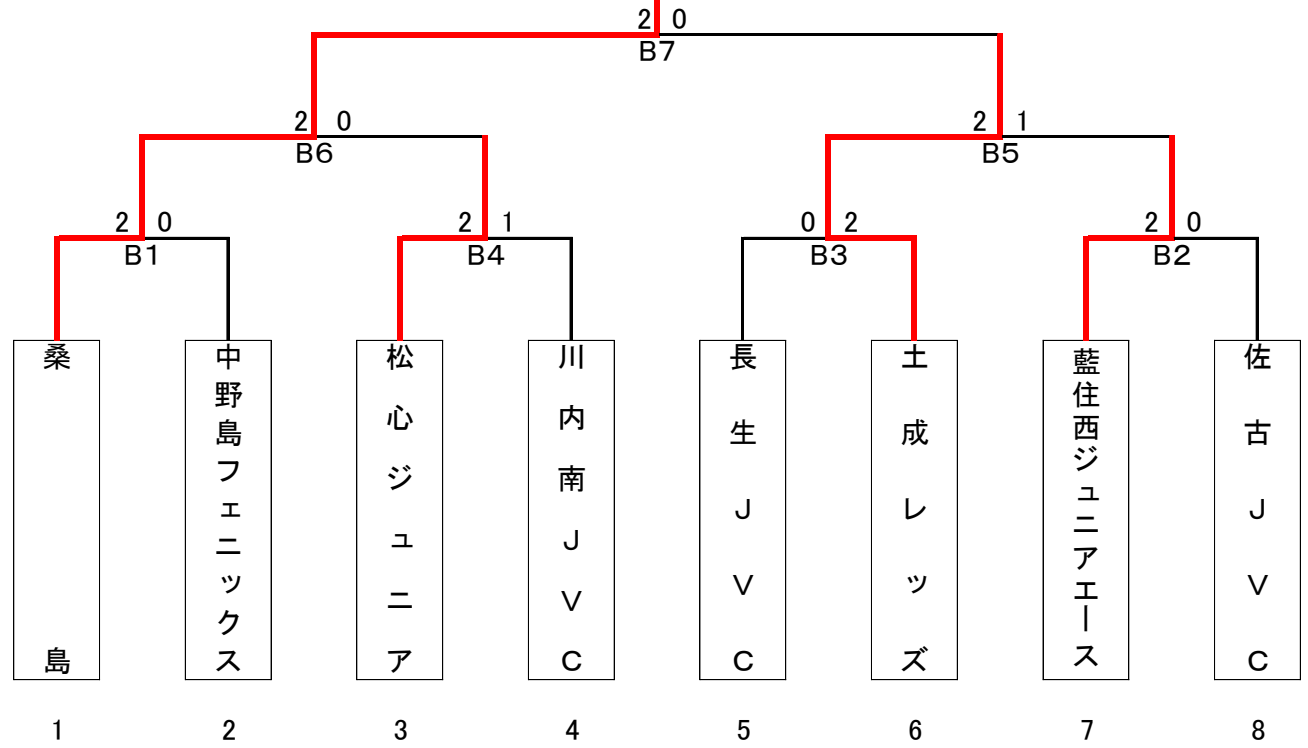 2 0
B7
2 0
B6
2 1
B5
2 0
B1
2 1
B4
0 2
B3
2 0
B2
桑島
中野島フェニックス
松心ジュニア
川内南JVC
長生JVC
土成レッズ
藍住西ジュニアエース
佐古JVC
1 2 3 4 5 6 7 8